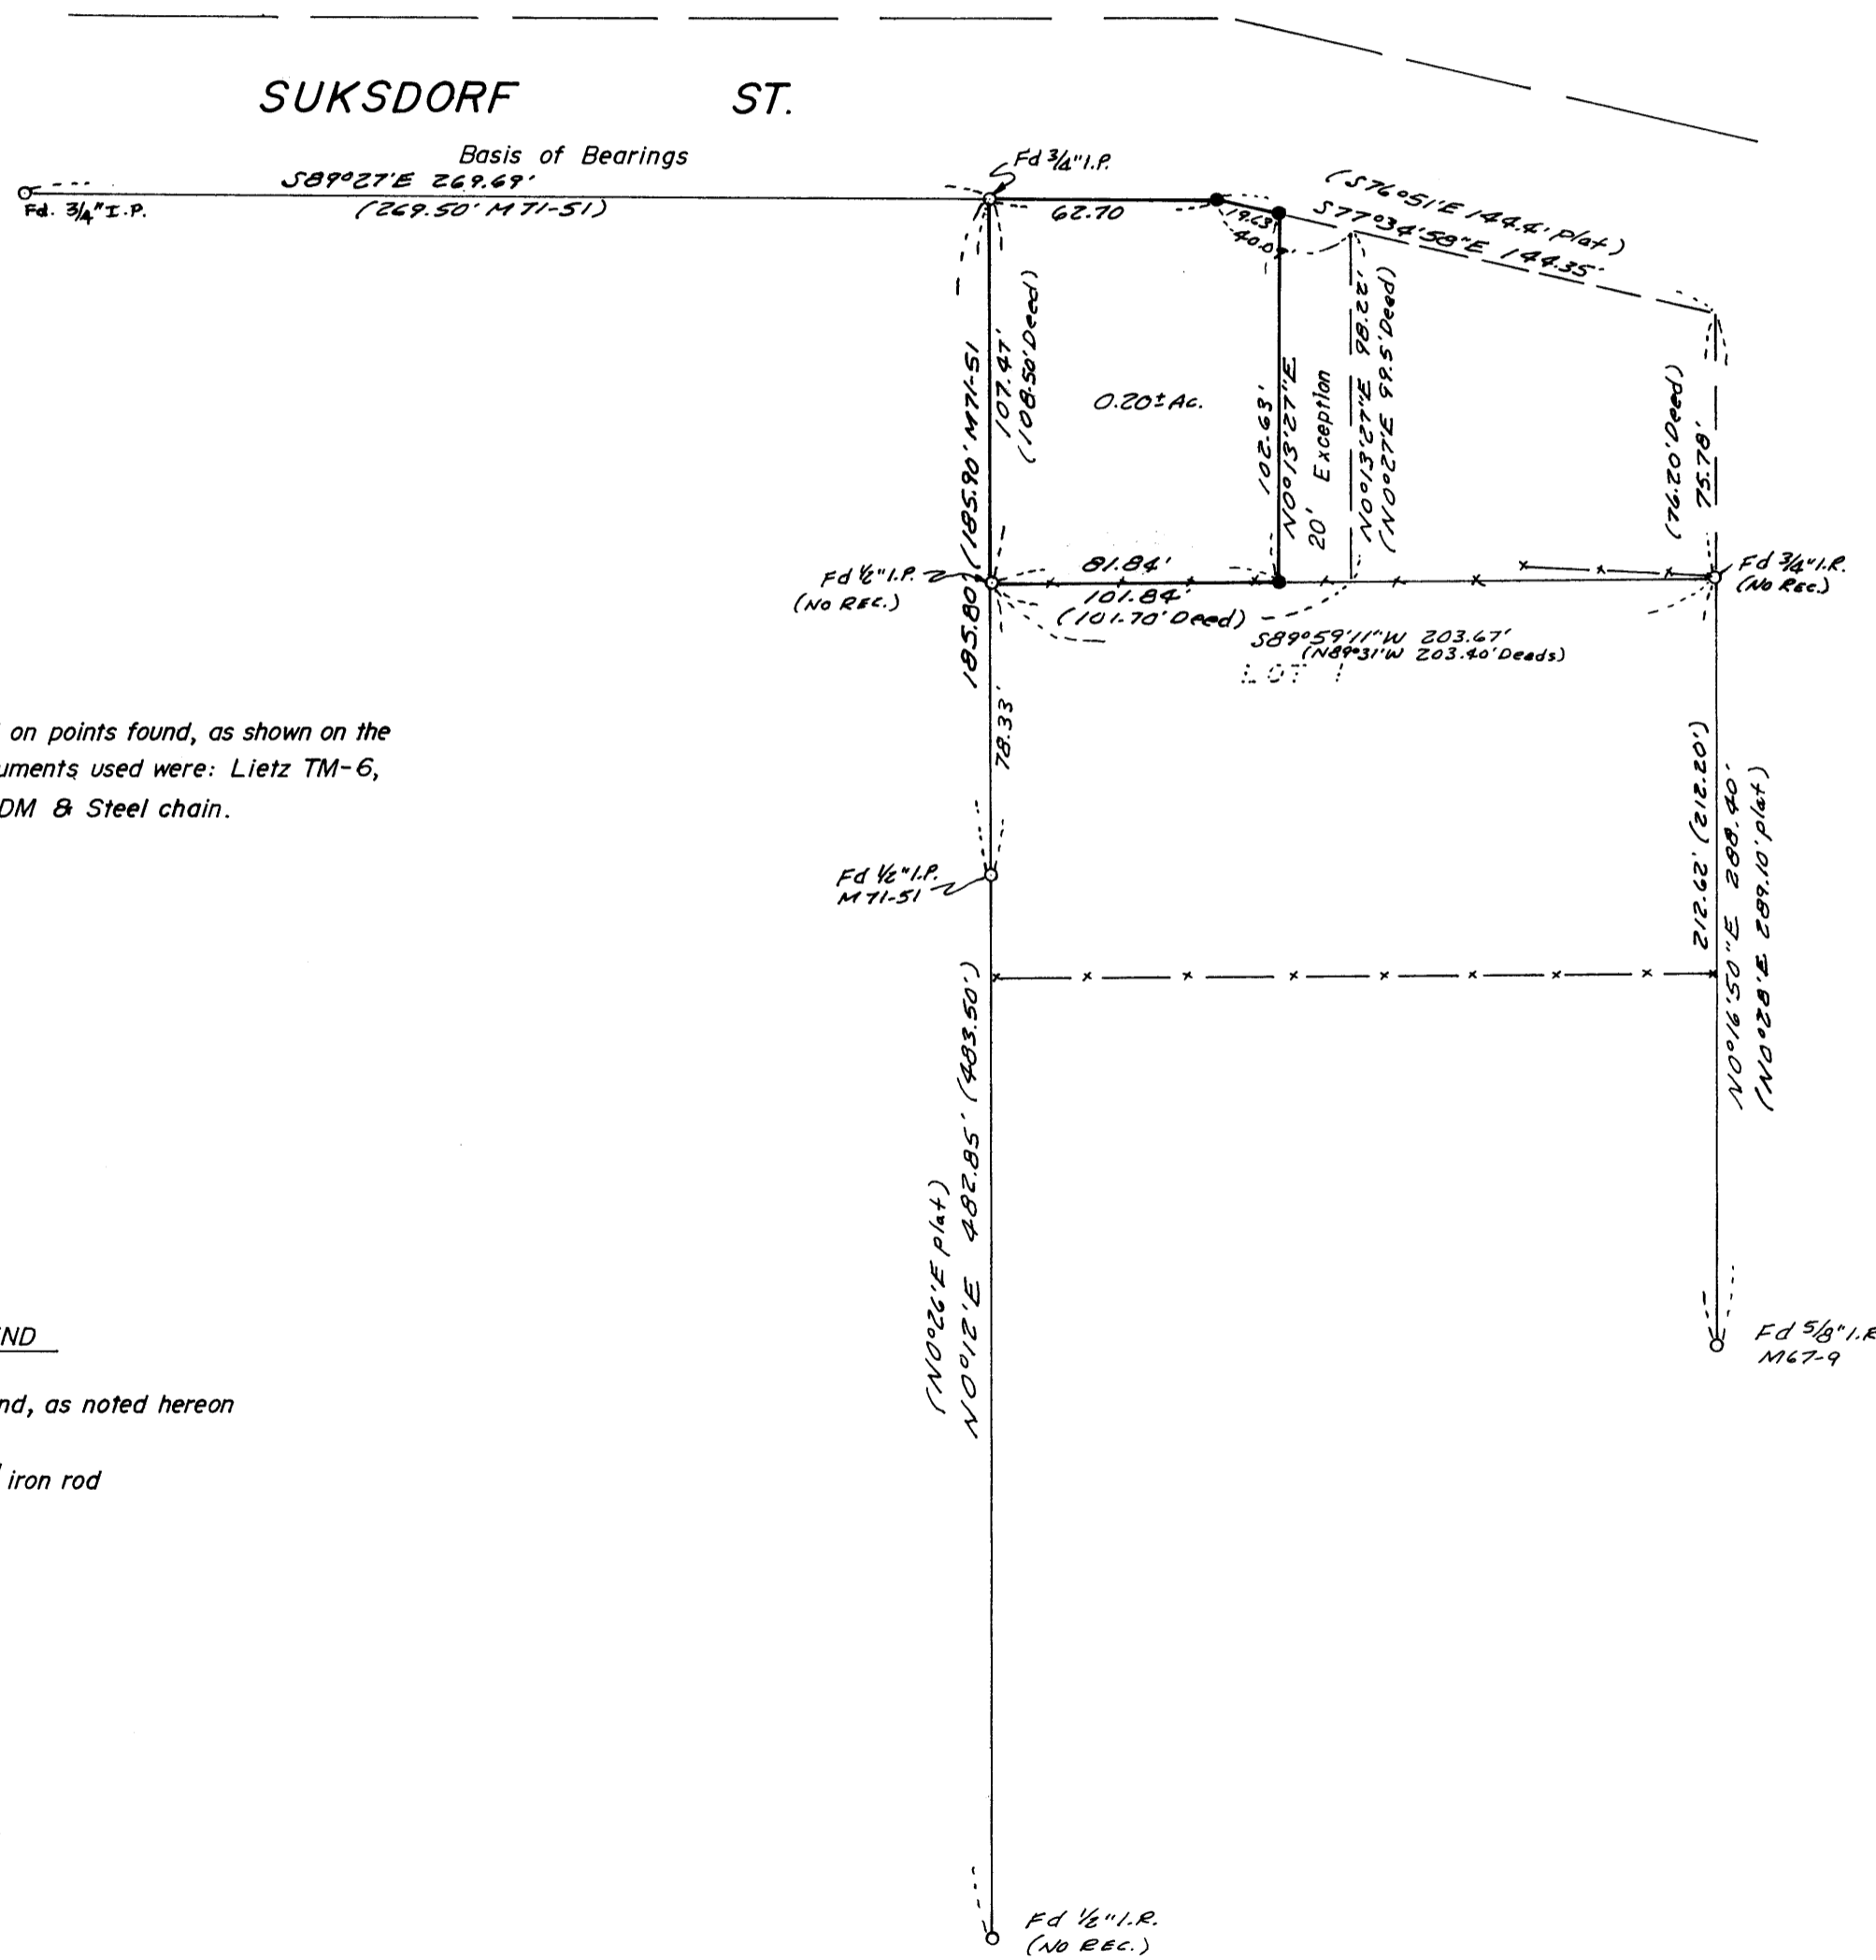 SUKSDORF ST.
Basis of Bearings
S89°27'E 269.69'
(269.50' M71-51)
Fd. 3/4" I.P.
Fd 3/4" I.P.
62.70
19.63
40.09'
(S76°51'E 144.4' Plat)
S77°34'58"E 144.35'
185.80' (185.90' M71-51
107.47'
(108.50' Deed)
0.20± Ac.
102.63'
N0°13'27"E
20' Exception
N0°13'27"E 98.22'
(N0°27'E 99.5' Deed)
(76.20' Deed)
75.78'
Fd 1/2" I.P.
(NO REC.)
81.84'
101.84'
(101.70' Deed)
S89°59'11"W 203.67'
(N89°31'W 203.40' Deeds)
LOT 1
Fd 3/4" I.R.
(NO REC.)
78.33'
on points found, as shown on the
uments used were: Lietz TM-6,
DM & Steel chain.
Fd 1/2" I.P.
M71-51
212.62' (212.20')
N0°16'50"E 288.40'
(N0°28'E 289.10' plat)
(N0°26'E plat)
N0°12'E 482.85' (483.50')
END
nd, as noted hereon
iron rod
Fd 5/8" I.R
M67-9
Fd 1/2" I.R.
(NO REC.)